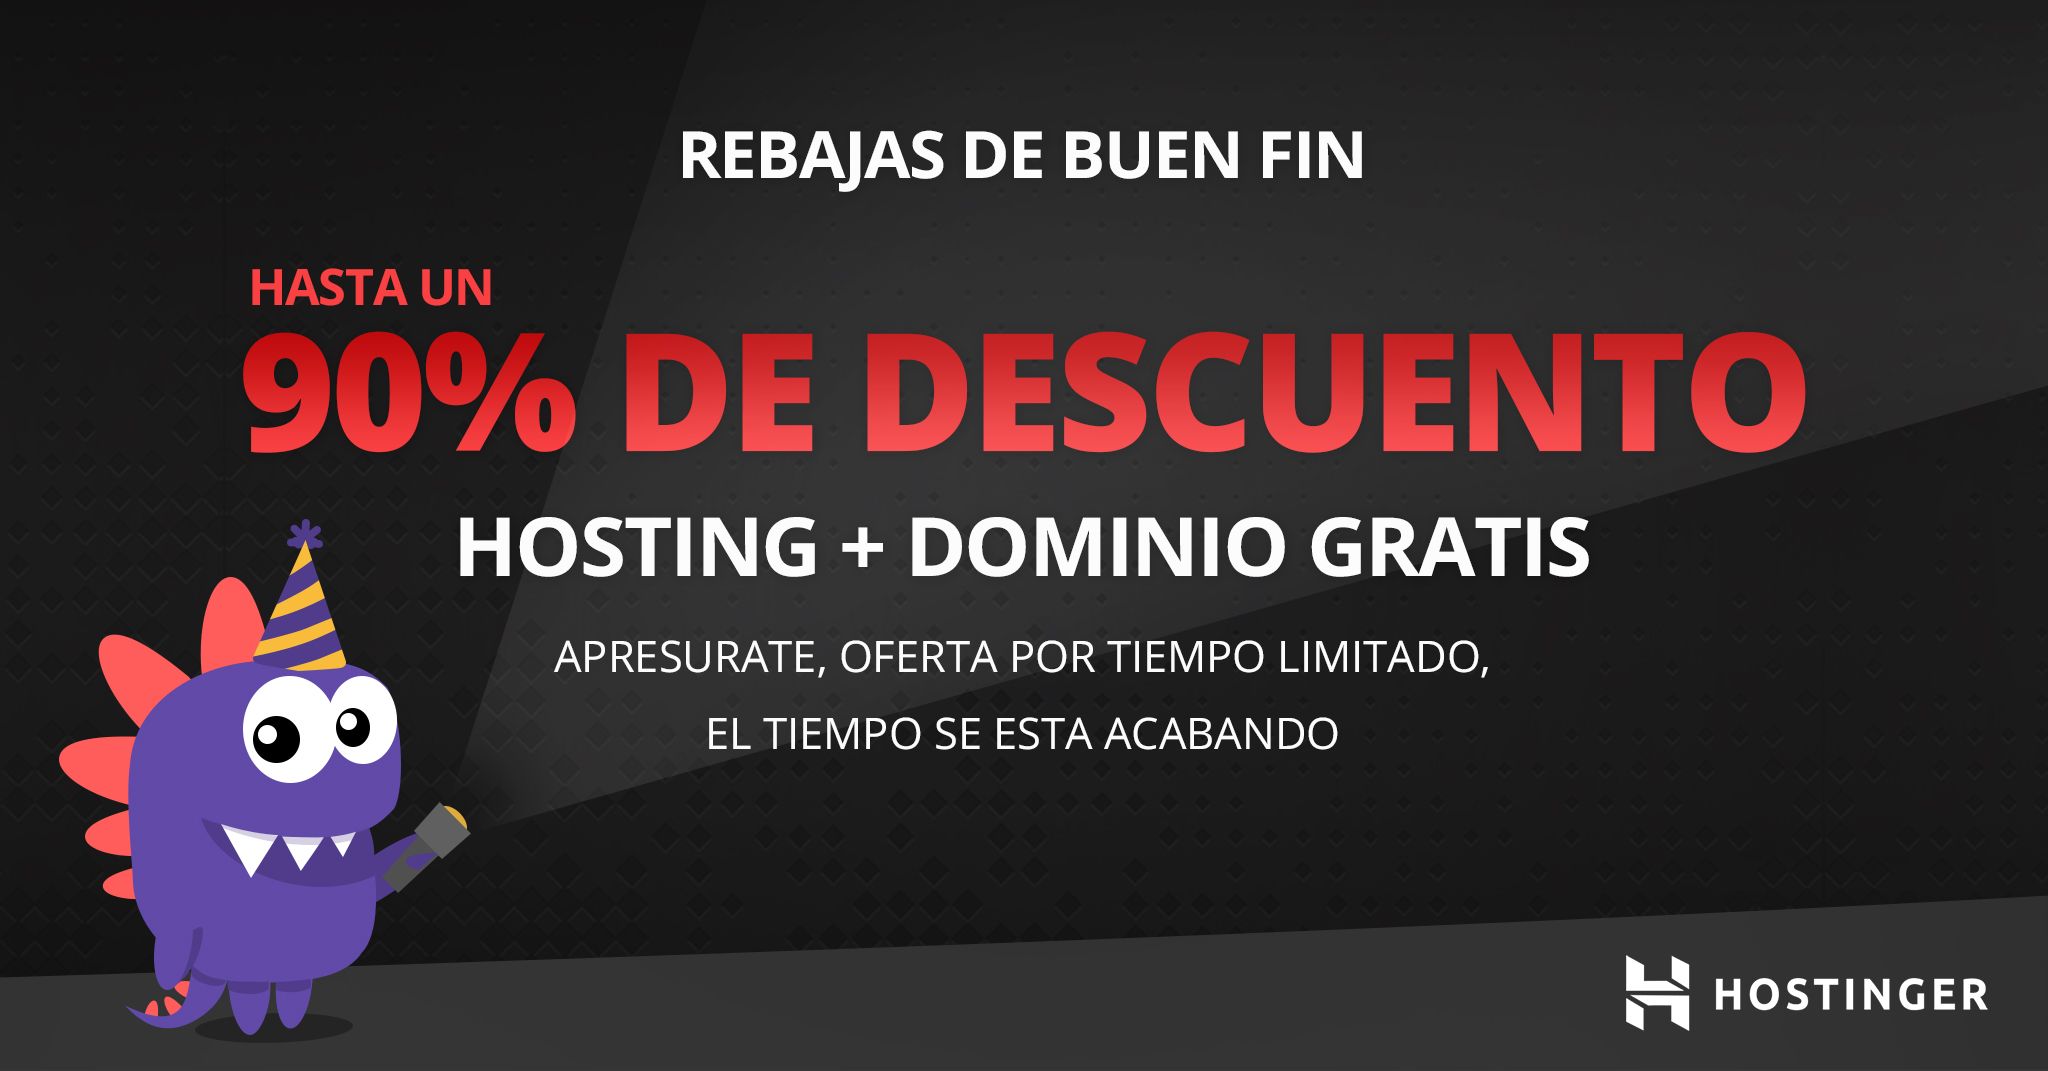 REBAJAS DE BUEN FIN
HASTA UN
90% DE DESCUENTO
HOSTING + DOMINIO GRATIS
APRESURATE, OFERTA POR TIEMPO LIMITADO,
EL TIEMPO SE ESTA ACABANDO
HOSTINGER